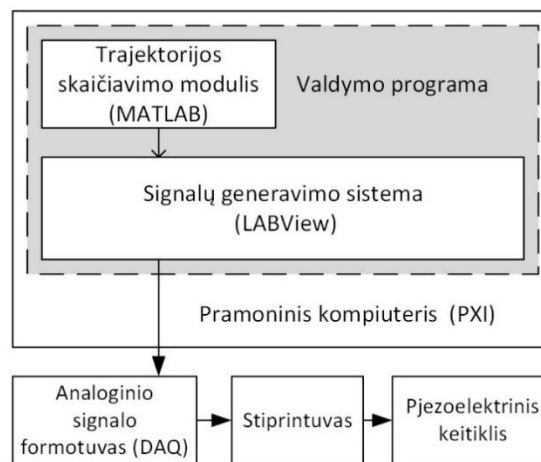 Trajektorijos
skaičiavimo modulis
(MATLAB)
Valdymo programa
Signalų generavimo sistema
(LABView)
Pramoninis kompiuteris (PXI)
Analoginio
signalo
formotuvas (DAQ)
Stiprintuvas
Pjezoelektrinis
keitiklis